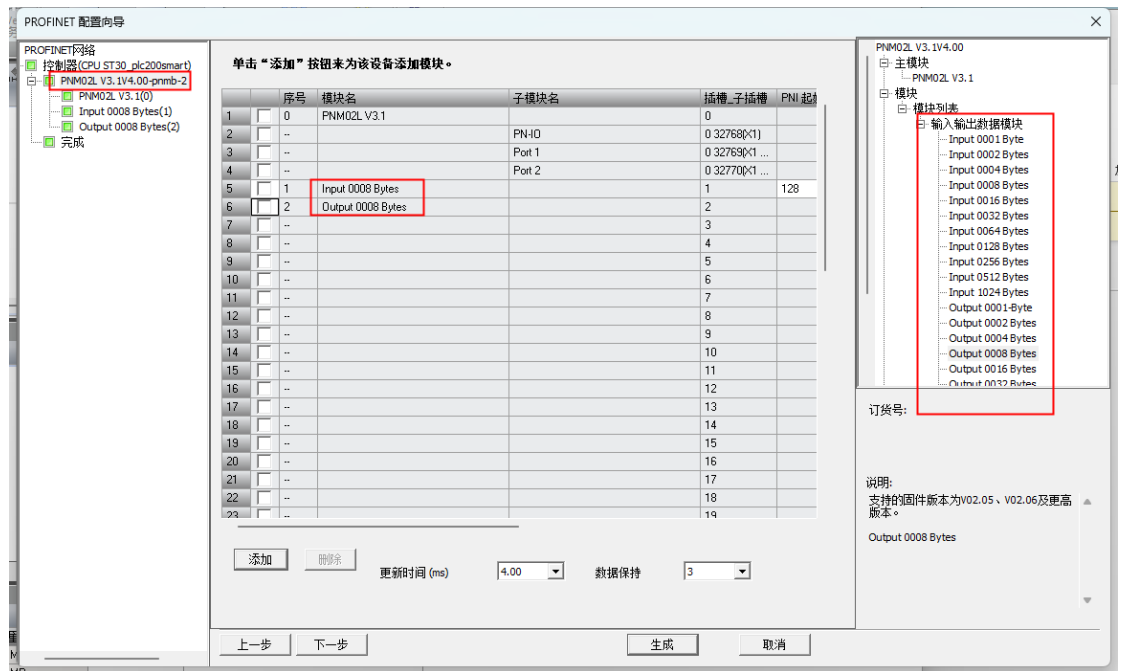 PROFINET 配置向导
PROFINET网络
控制器(CPU ST30_plc200smart)
PNM02L V3.1V4.00-pnmb-2
PNM02L V3.1(0)
Input 0008 Bytes(1)
Output 0008 Bytes(2)
完成
单击“添加”按钮来为该设备添加模块。
序号 模块名 子模块名 插槽_子插槽 PNI 起始
1 0 PNM02L V3.1 0
2 -- PN-IO 0 32768(X1)
3 -- Port 1 0 32769(X1 ...
4 -- Port 2 0 32770(X1 ...
5 1 Input 0008 Bytes 1 128
6 2 Output 0008 Bytes 2
7 -- 3
8 -- 4
9 -- 5
10 -- 6
11 -- 7
12 -- 8
13 -- 9
14 -- 10
15 -- 11
16 -- 12
17 -- 13
18 -- 14
19 -- 15
20 -- 16
21 -- 17
22 -- 18
23 -- 19
添加
删除
更新时间 (ms)
4.00
数据保持
3
上一步
下一步
生成
取消
PNM02L V3.1V4.00
主模块
PNM02L V3.1
模块
模块列表
输入输出数据模块
Input 0001 Byte
Input 0002 Bytes
Input 0004 Bytes
Input 0008 Bytes
Input 0016 Bytes
Input 0032 Bytes
Input 0064 Bytes
Input 0128 Bytes
Input 0256 Bytes
Input 0512 Bytes
Input 1024 Bytes
Output 0001-Byte
Output 0002 Bytes
Output 0004 Bytes
Output 0008 Bytes
Output 0016 Bytes
Output 0032 Bytes
订货号:
说明:
支持的固件版本为V02.05、V02.06及更高
版本。
Output 0008 Bytes